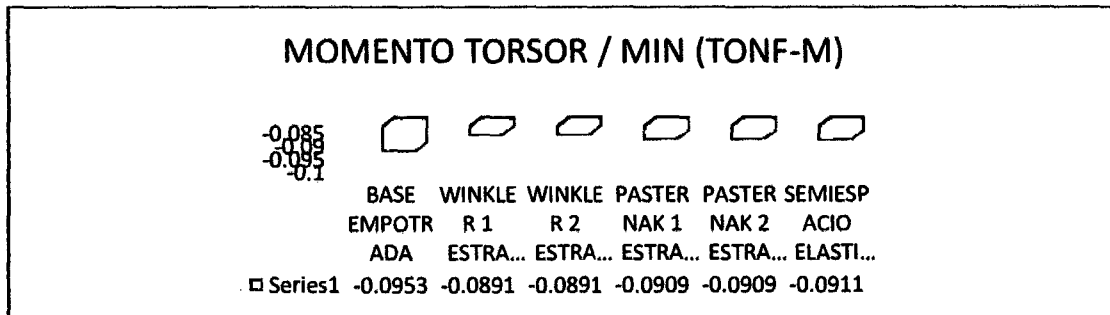 MOMENTO TORSOR / MIN (TONF-M)
-0.085
-0.09
-0.095
-0.1
BASE WINKLE WINKLE PASTER PASTER SEMIESP
EMPOTR R 1 R 2 NAK 1 NAK 2 ACIO
ADA ESTRA... ESTRA... ESTRA... ESTRA... ELASTI...
Series1 -0.0953 -0.0891 -0.0891 -0.0909 -0.0909 -0.0911